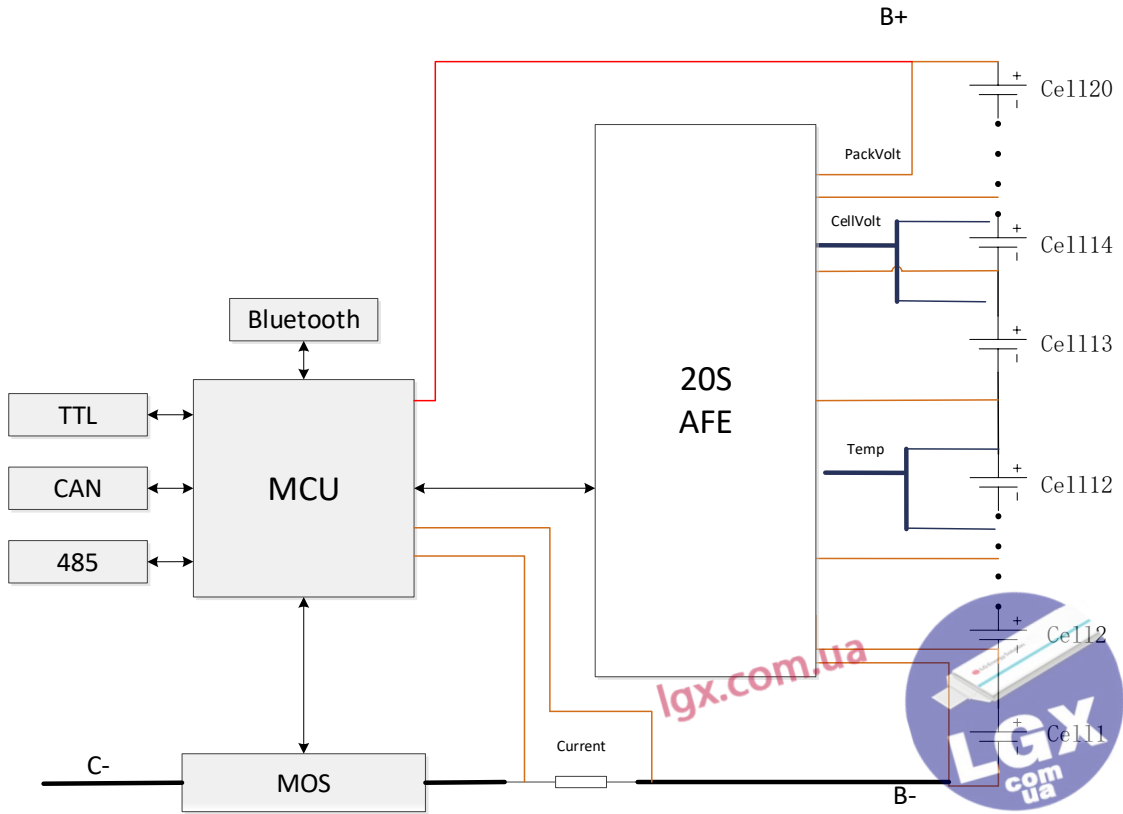 B+
Cell20
PackVolt
CellVolt
Cell14
Bluetooth
Cell13
20S
AFE
TTL
Temp
CAN
MCU
Cell12
485
Cell2
lgx.com.ua
Cell1
LGX
com
ua
Current
C-
MOS
B-